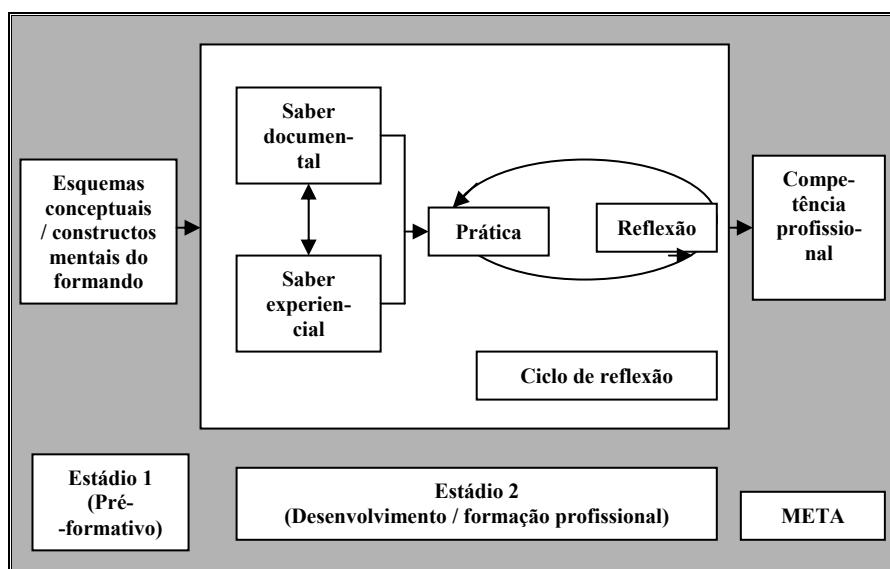 Saber
documen-
tal
Esquemas
conceptuais
/ constructos
mentais do
formando
Prática
Reflexão
Compe-
tência
profissio-
nal
Saber
experien-
cial
Ciclo de reflexão
Estádio 1
(Pré-
-formativo)
Estádio 2
(Desenvolvimento / formação profissional)
META